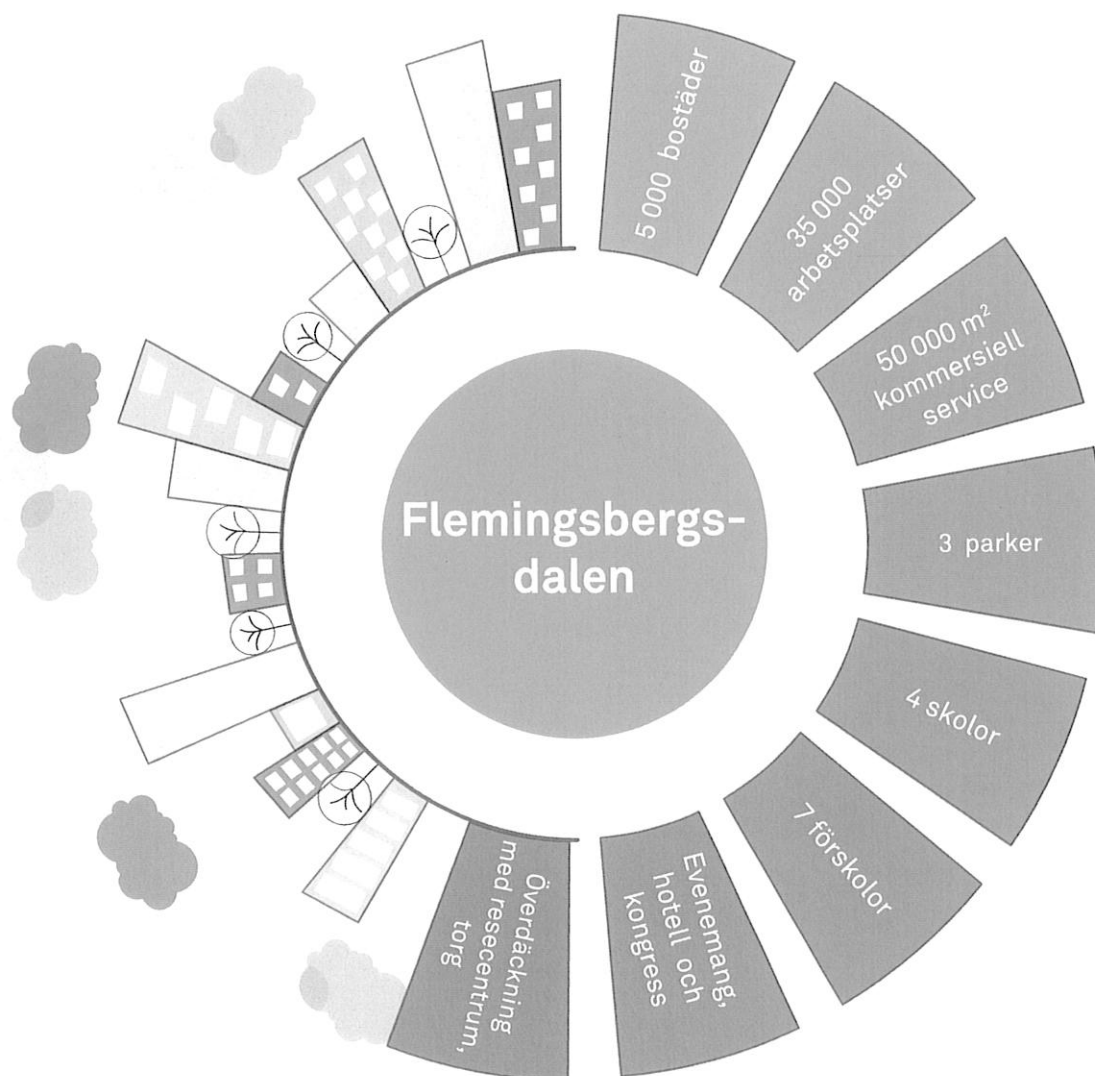 Flemingsbergs-
dalen
5 000 bostäder
35 000
arbetsplatser
50 000 m²
kommersiell
service
3 parker
4 skolor
7 förskolor
Evenemang,
hotell och
kongress
Överdäckning
med resecentrum,
torg